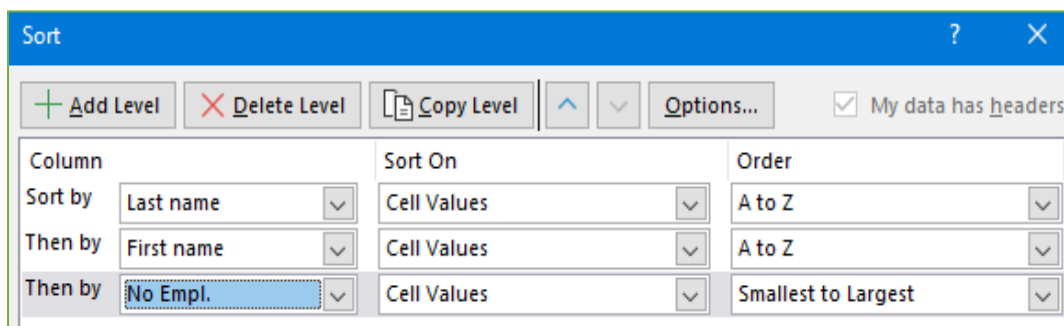 Sort ?
Add Level Delete Level Copy Level Options... My data has headers
Column Sort On Order
Sort by Last name Cell Values A to Z
Then by First name Cell Values A to Z
Then by No Empl. Cell Values Smallest to Largest